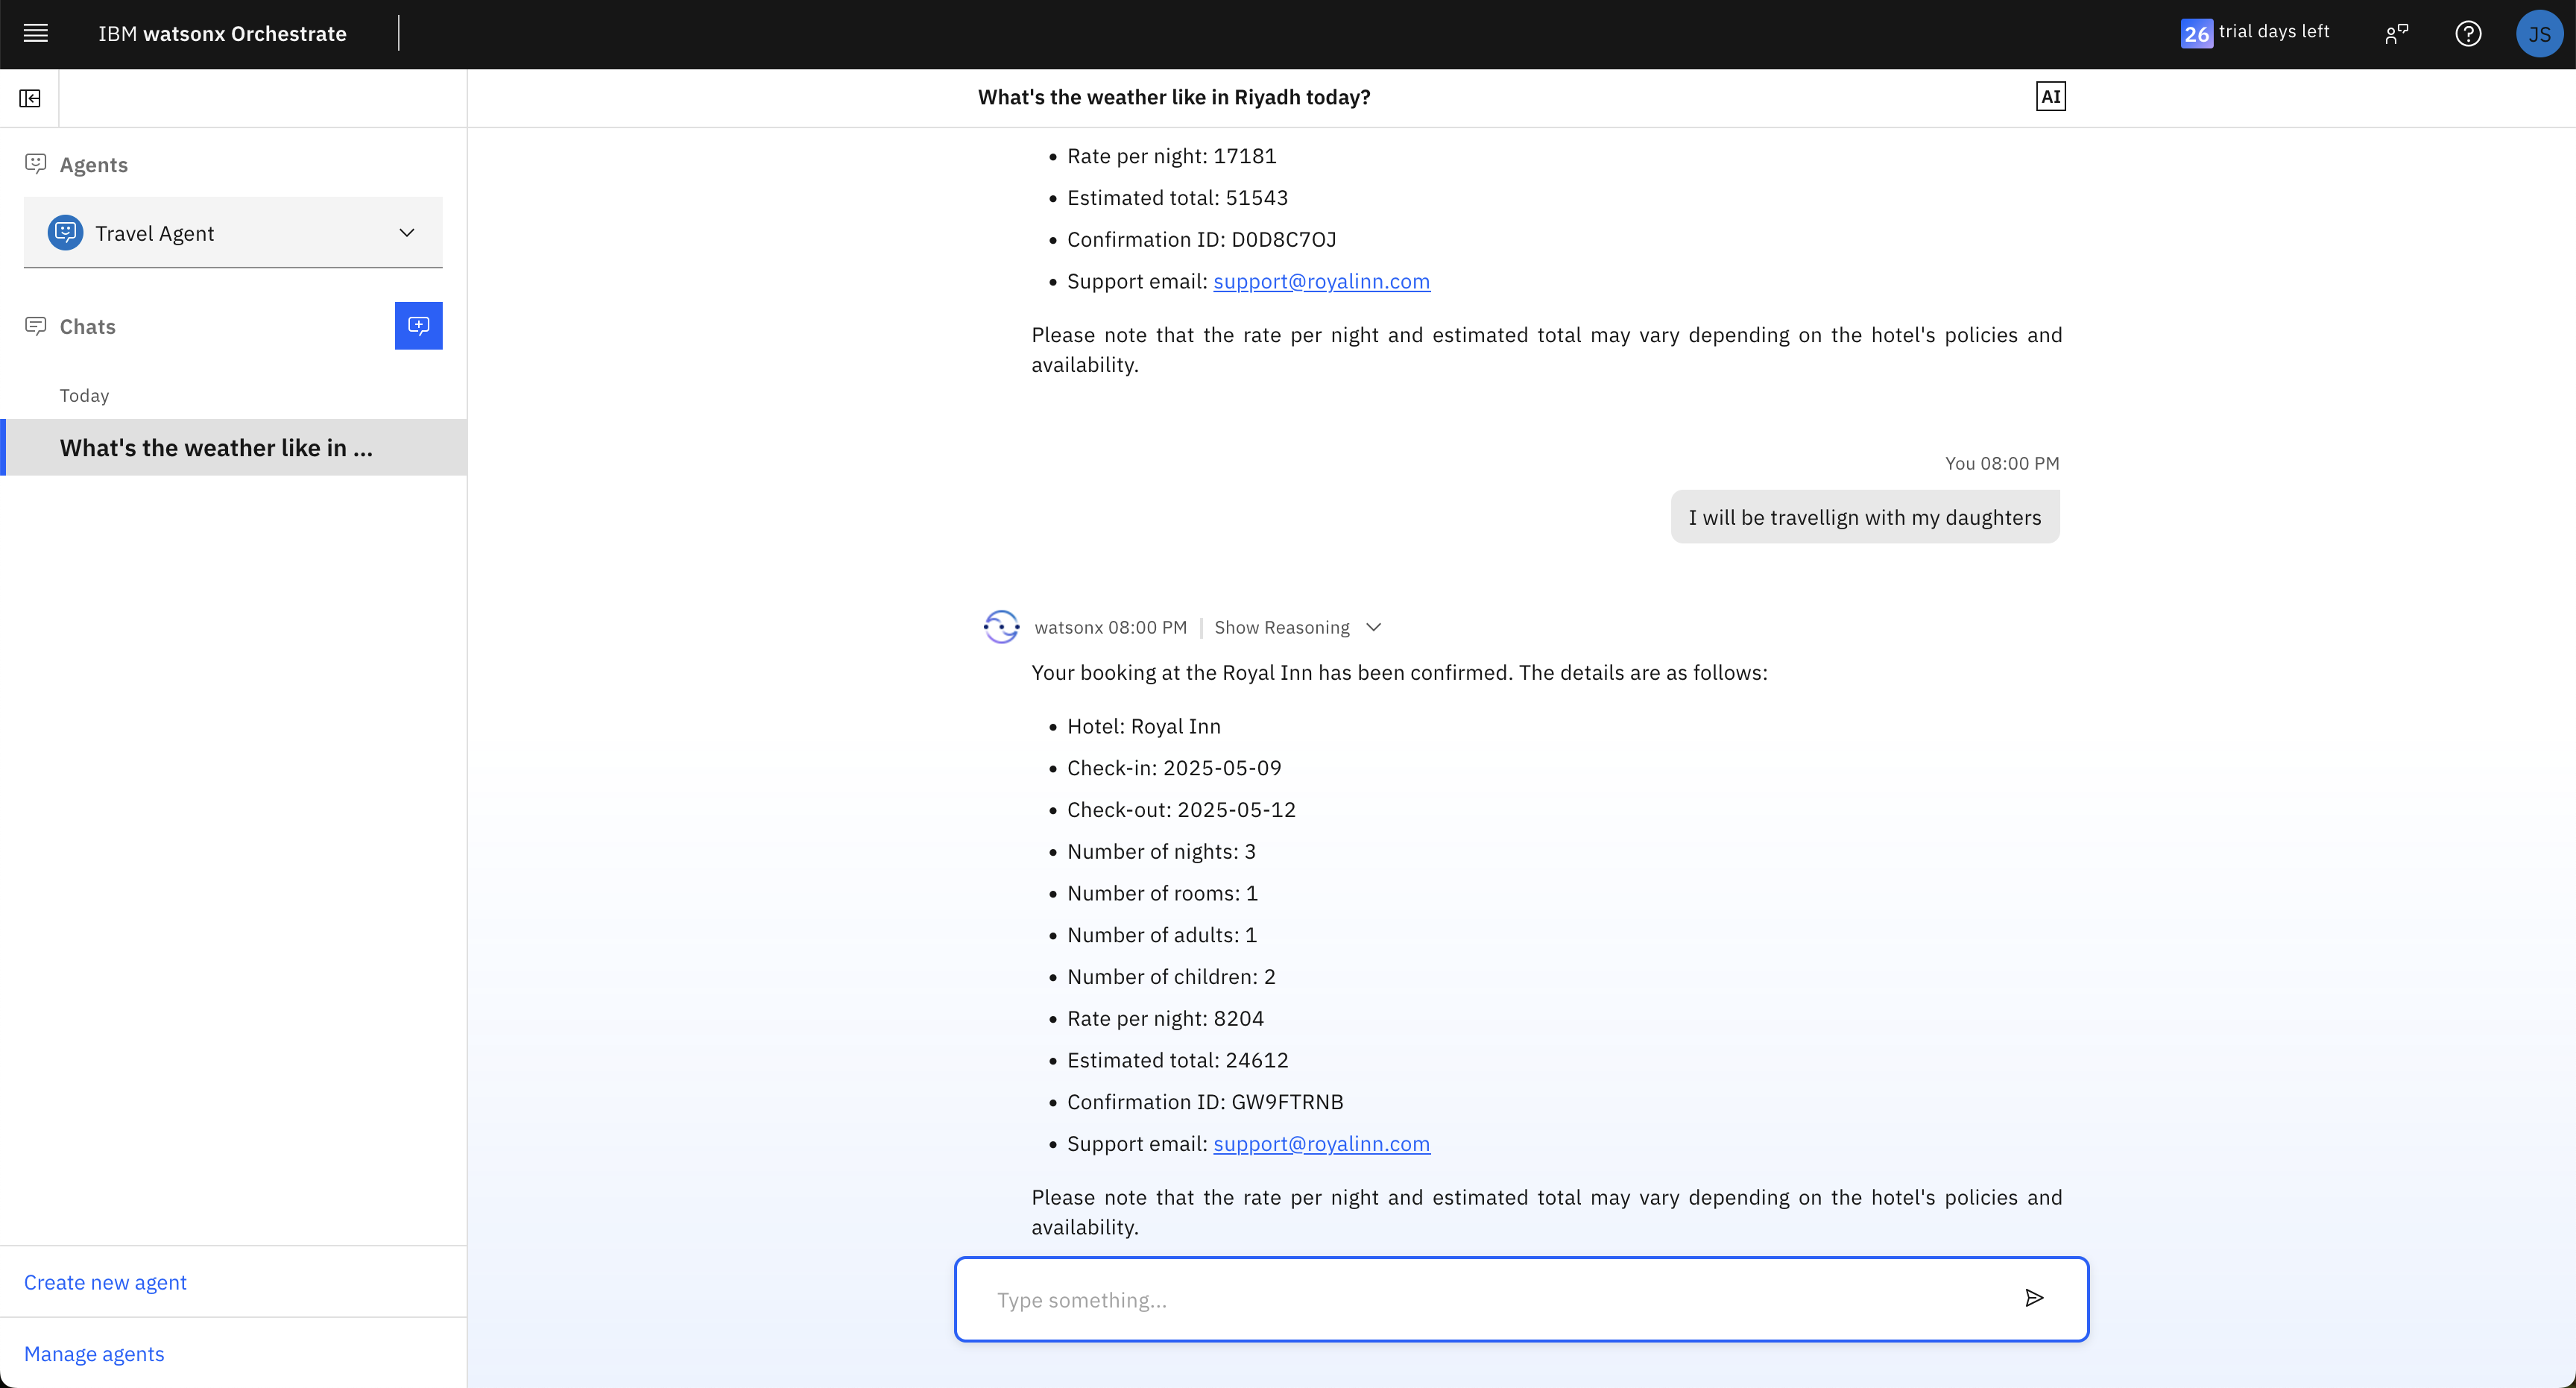 IBM watsonx Orchestrate
26 trial days left
JS
What's the weather like in Riyadh today?
AI
Agents
Travel Agent
Chats
Today
What's the weather like in ...
Create new agent
Manage agents
• Rate per night: 17181
• Estimated total: 51543
• Confirmation ID: D0D8C7OJ
• Support email: support@royalinn.com
Please note that the rate per night and estimated total may vary depending on the hotel's policies and
availability.
You 08:00 PM
I will be travellign with my daughters
watsonx 08:00 PM | Show Reasoning
Your booking at the Royal Inn has been confirmed. The details are as follows:
• Hotel: Royal Inn
• Check-in: 2025-05-09
• Check-out: 2025-05-12
• Number of nights: 3
• Number of rooms: 1
• Number of adults: 1
• Number of children: 2
• Rate per night: 8204
• Estimated total: 24612
• Confirmation ID: GW9FTRNB
• Support email: support@royalinn.com
Please note that the rate per night and estimated total may vary depending on the hotel's policies and
availability.
Type something...